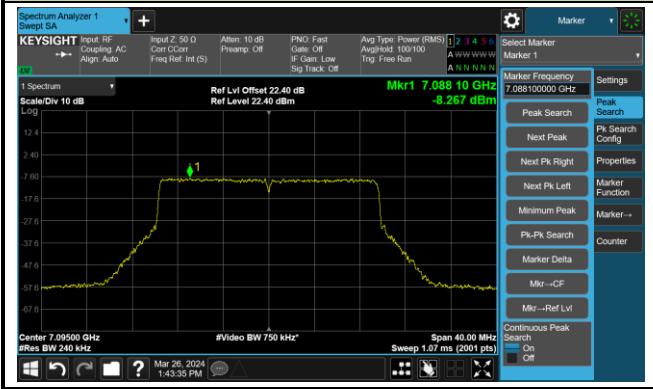 Spectrum Analyzer 1
Swept SA
+
Marker
KEYSIGHT
Input: RF
Coupling: AC
Align: Auto
Input Z: 50 Ω
Corr CCorr
Freq Ref: Int (S)
Atten: 10 dB
Preamp: Off
PNO: Fast
Gate: Off
IF Gain: Low
Sig Track: Off
Avg Type: Power (RMS)
Avg|Hold: 100/100
Trig: Free Run
1 2 3 4 5 6
A W W W W W
A N N N N N
LW
Select Marker
Marker 1
1 Spectrum
Scale/Div 10 dB
Log
Ref Lvl Offset 22.40 dB
Ref Level 22.40 dBm
Mkr1 7.088 10 GHz
-8.267 dBm
12.4
2.40
-7.60
-17.6
-27.6
-37.6
-47.6
-57.6
-67.6
1
Center 7.09500 GHz
#Res BW 240 kHz
#Video BW 750 kHz*
Span 40.00 MHz
Sweep 1.07 ms (2001 pts)
Marker Frequency
7.088100000 GHz
Peak Search
Next Peak
Next Pk Right
Next Pk Left
Minimum Peak
Pk-Pk Search
Marker Delta
Mkr→CF
Mkr→Ref Lvl
Continuous Peak
Search
On
Off
Settings
Peak
Search
Pk Search
Config
Properties
Marker
Function
Marker→
Counter
?
Mar 26, 2024
1:43:35 PM